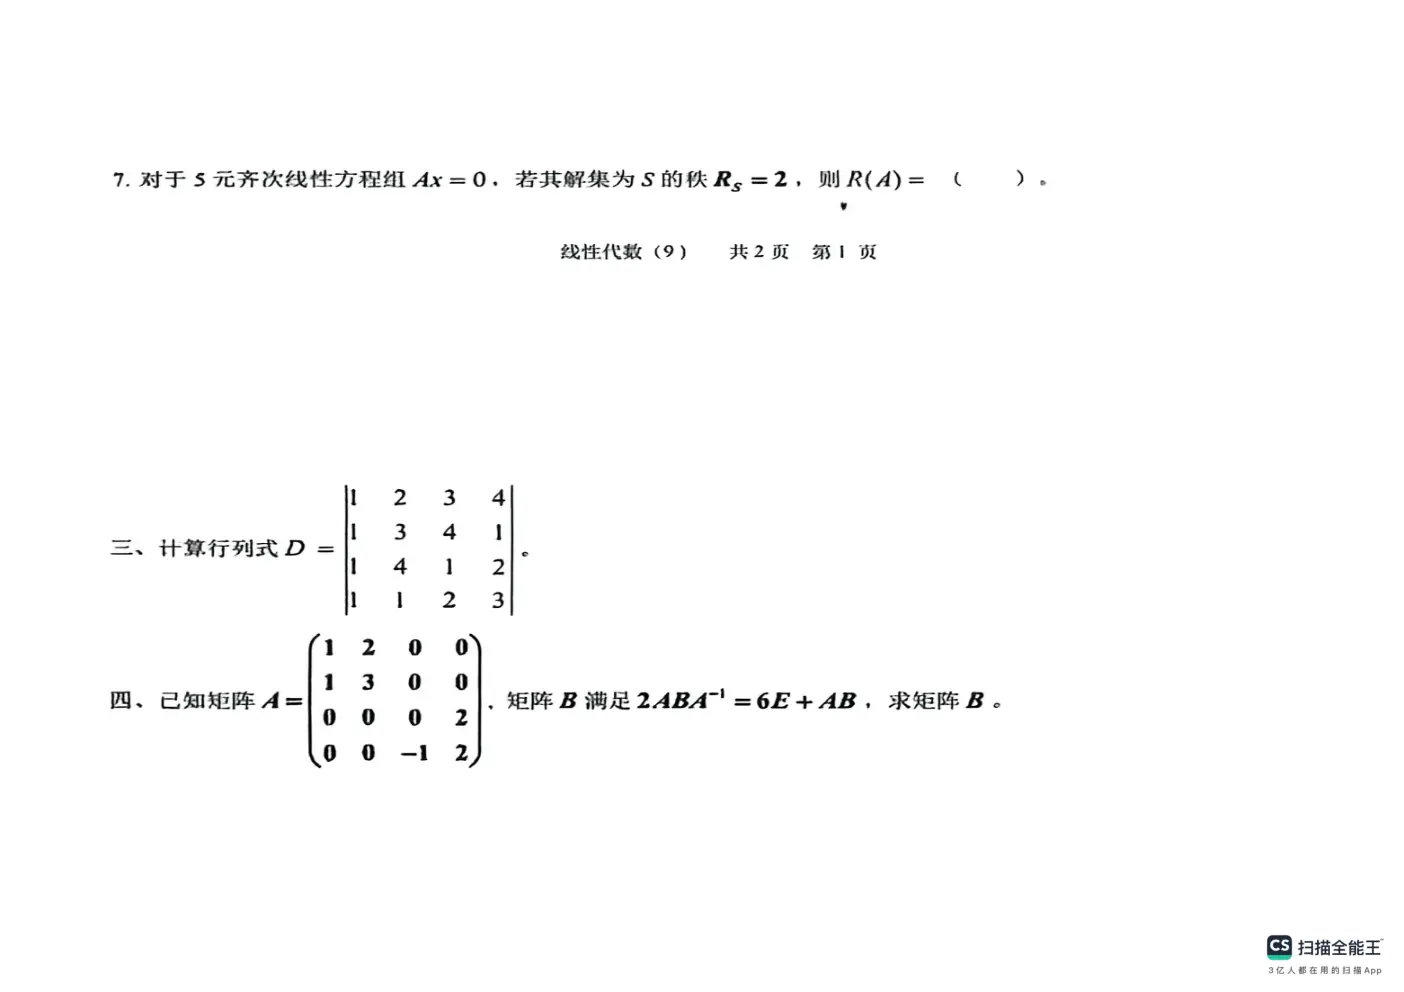 7. 对于 5 元齐次线性方程组 Ax = 0，若其解集为 S 的秩 R_S = 2，则 R(A) = （　　）。
线性代数（9）　共 2 页　第 1 页
三、计算行列式 D = |1 2 3 4|
|1 3 4 1|
|1 4 1 2|
|1 1 2 3|。
四、已知矩阵 A = (1 2 0 0
1 3 0 0
0 0 0 2
0 0 −1 2)，矩阵 B 满足 2ABA⁻¹ = 6E + AB，求矩阵 B。
CS 扫描全能王
3亿人都在用的扫描App